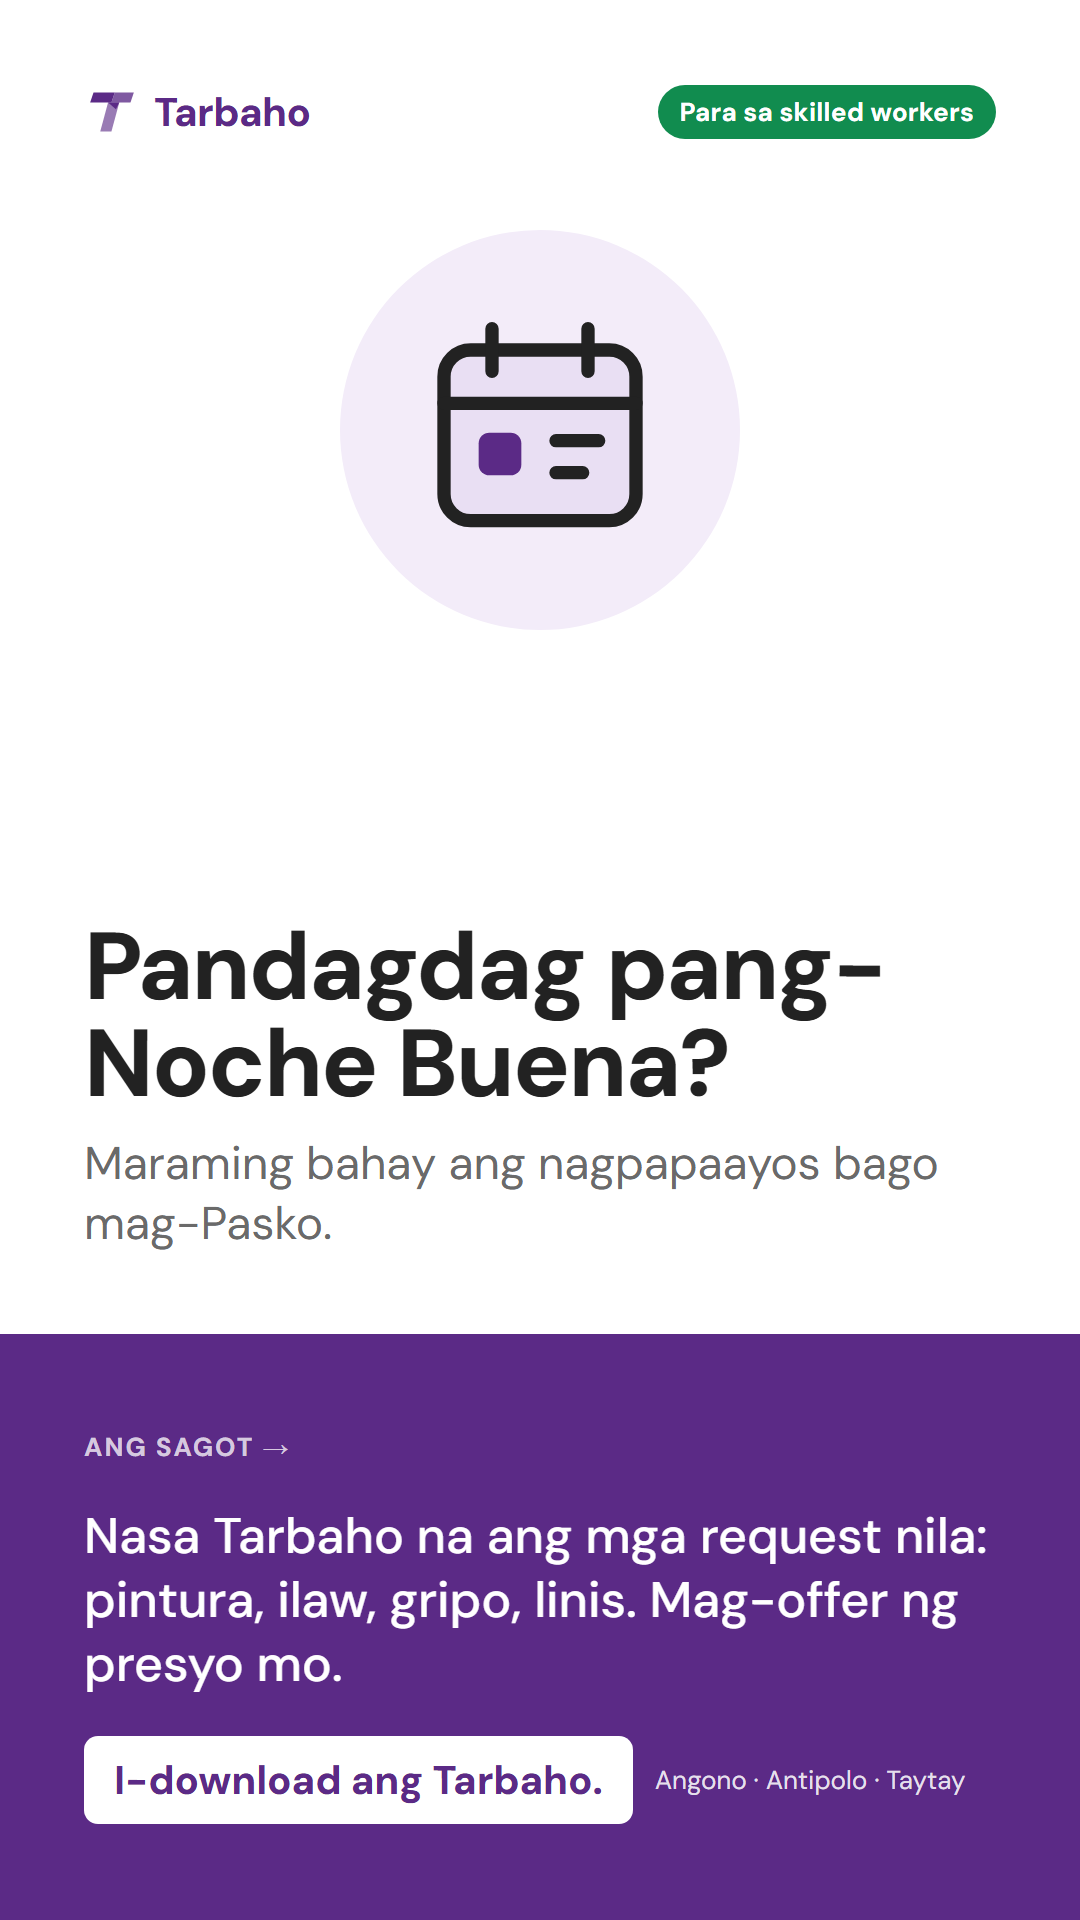 Tarbaho
Para sa skilled workers
Pandagdag pang-
Noche Buena?
Maraming bahay ang nagpapaayos bago
mag-Pasko.
ANG SAGOT →
Nasa Tarbaho na ang mga request nila:
pintura, ilaw, gripo, linis. Mag-offer ng
presyo mo.
I-download ang Tarbaho.
Angono · Antipolo · Taytay